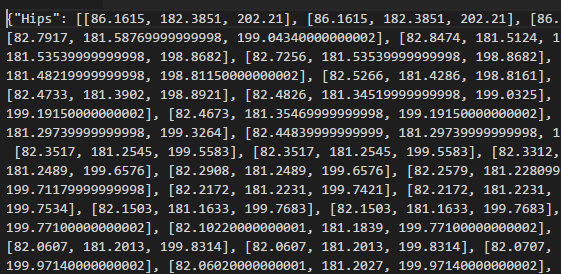 {"Hips": [[86.1615, 182.3851, 202.21], [86.1615, 182.3851, 202.21], [86.
[82.7917, 181.58769999999998, 199.04340000000002], [82.8474, 181.5124, 1
181.53539999999998, 198.8682], [82.7256, 181.53539999999998, 198.8682],
181.48219999999998, 198.81150000000002], [82.5266, 181.4286, 198.8161],
[82.4733, 181.3902, 198.8921], [82.4826, 181.34519999999998, 199.0325],
199.19150000000002], [82.4673, 181.35469999999998, 199.19150000000002],
181.29739999999998, 199.3264], [82.44839999999999, 181.29739999999998, 1
[82.3517, 181.2545, 199.5583], [82.3517, 181.2545, 199.5583], [82.3312,
181.2489, 199.6576], [82.2908, 181.2489, 199.6576], [82.2579, 181.228099
199.71179999999998], [82.2172, 181.2231, 199.7421], [82.2172, 181.2231,
199.7534], [82.1503, 181.1633, 199.7683], [82.1503, 181.1633, 199.7683],
199.77100000000002], [82.10220000000001, 181.1839, 199.77100000000002],
[82.0607, 181.2013, 199.8314], [82.0607, 181.2013, 199.8314], [82.0707,
199.97140000000002], [82.06020000000001, 181.2027, 199.97140000000002],